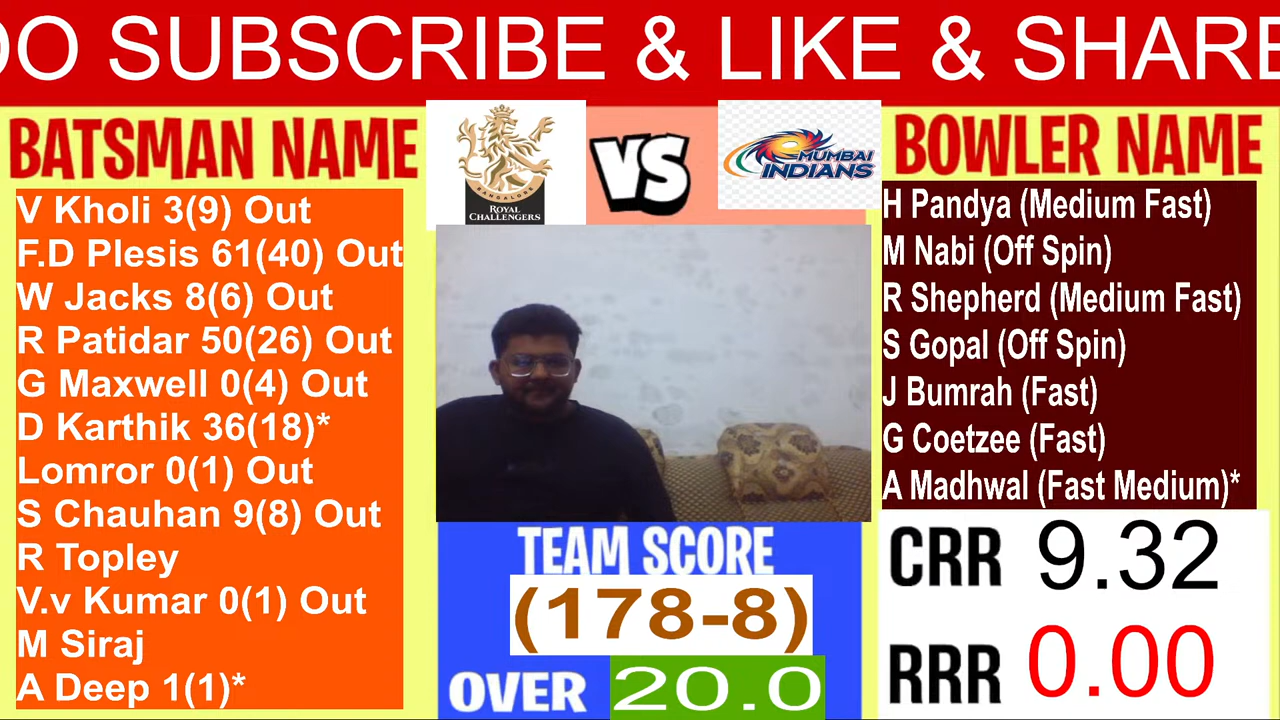 DO SUBSCRIBE & LIKE & SHARE
BATSMAN NAME
V Kholi 3(9) Out
F.D Plesis 61(40) Out
W Jacks 8(6) Out
R Patidar 50(26) Out
G Maxwell 0(4) Out
D Karthik 36(18)*
Lomror 0(1) Out
S Chauhan 9(8) Out
R Topley
V.v Kumar 0(1) Out
M Siraj
A Deep 1(1)*
BANGALORE
ROYAL
CHALLENGERS
VS
MUMBAI
INDIANS
TEAM SCORE
(178-8)
OVER 20.0
BOWLER NAME
H Pandya (Medium Fast)
M Nabi (Off Spin)
R Shepherd (Medium Fast)
S Gopal (Off Spin)
J Bumrah (Fast)
G Coetzee (Fast)
A Madhwal (Fast Medium)*
CRR 9.32
RRR 0.00